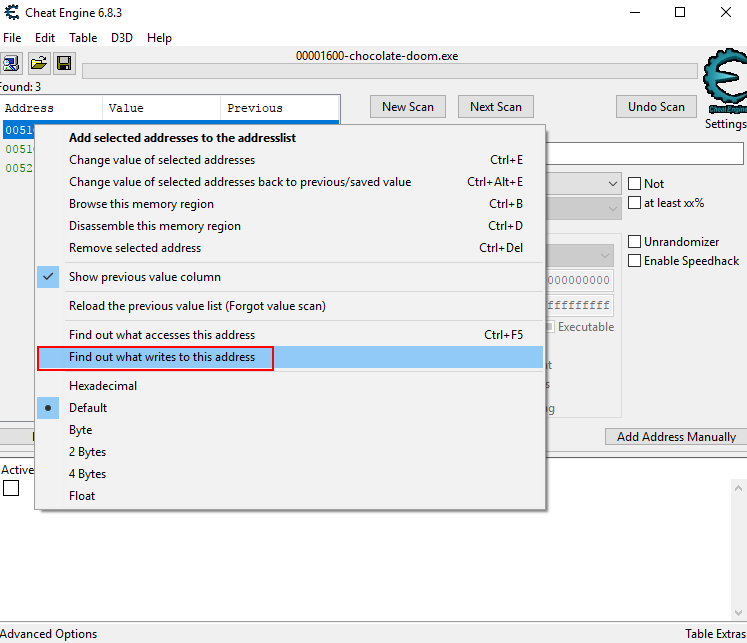 Cheat Engine 6.8.3
File Edit Table D3D Help
00001600-chocolate-doom.exe
Found: 3
Address Value Previous
New Scan Next Scan Undo Scan
Cheat Engine
Settings
Add selected addresses to the addresslist
Change value of selected addresses Ctrl+E
Change value of selected addresses back to previous/saved value Ctrl+Alt+E
Browse this memory region Ctrl+B
Disassemble this memory region Ctrl+D
Remove selected address Ctrl+Del
Show previous value column
Reload the previous value list (Forgot value scan)
Find out what accesses this address Ctrl+F5
Find out what writes to this address
Hexadecimal
Default
Byte
2 Bytes
4 Bytes
Float
Not
at least xx%
Unrandomizer
Enable Speedhack
Executable
Add Address Manually
Active
Advanced Options Table Extras